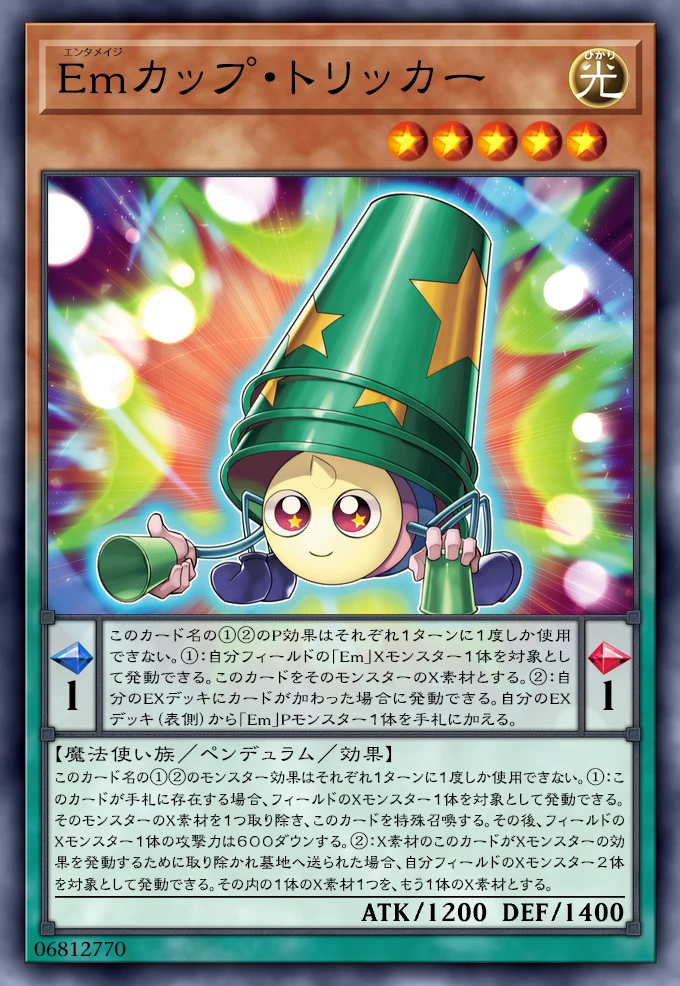 エンタメイジ
Emカップ・トリッカー
ひかり
光
このカード名の①②のP効果はそれぞれ1ターンに1度しか使用
できない。①：自分フィールドの「Em」Xモンスター1体を対象とし
て発動できる。このカードをそのモンスターのX素材とする。②：自
分のEXデッキにカードが加わった場合に発動できる。自分のEX
デッキ（表側）から「Em」Pモンスター1体を手札に加える。
1
1
【魔法使い族／ペンデュラム／効果】
このカード名の①②のモンスター効果はそれぞれ1ターンに1度しか使用できない。①：こ
のカードが手札に存在する場合、フィールドのXモンスター1体を対象として発動できる。
そのモンスターのX素材を1つ取り除き、このカードを特殊召喚する。その後、フィールドの
Xモンスター1体の攻撃力は600ダウンする。②：X素材のこのカードがXモンスターの効
果を発動するために取り除かれ墓地へ送られた場合、自分フィールドのXモンスター2体
を対象として発動できる。その内の1体のX素材1つを、もう1体のX素材とする。
ATK/1200 DEF/1400
06812770